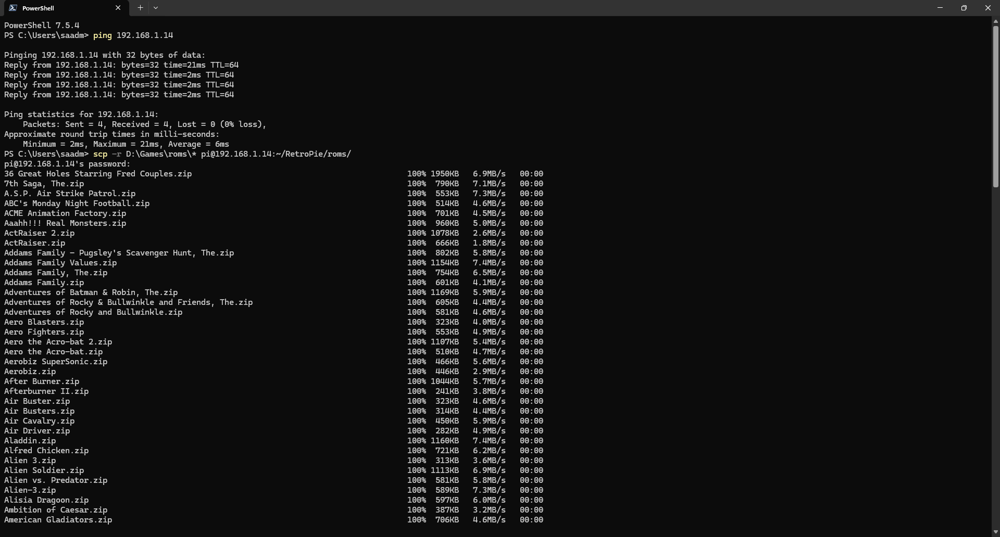 PowerShell
PowerShell 7.5.4
PS C:\Users\saadm> ping 192.168.1.14
Pinging 192.168.1.14 with 32 bytes of data:
Reply from 192.168.1.14: bytes=32 time=21ms TTL=64
Reply from 192.168.1.14: bytes=32 time=2ms TTL=64
Reply from 192.168.1.14: bytes=32 time=2ms TTL=64
Reply from 192.168.1.14: bytes=32 time=2ms TTL=64
Ping statistics for 192.168.1.14:
    Packets: Sent = 4, Received = 4, Lost = 0 (0% loss),
Approximate round trip times in milli-seconds:
    Minimum = 2ms, Maximum = 21ms, Average = 6ms
PS C:\Users\saadm> scp -r D:\Games\roms\* pi@192.168.1.14:~/RetroPie/roms/
pi@192.168.1.14's password:
36 Great Holes Starring Fred Couples.zip 100% 1950KB 6.9MB/s 00:00
7th Saga, The.zip 100% 790KB 7.1MB/s 00:00
A.S.P. Air Strike Patrol.zip 100% 553KB 7.3MB/s 00:00
ABC's Monday Night Football.zip 100% 514KB 4.6MB/s 00:00
ACME Animation Factory.zip 100% 701KB 4.5MB/s 00:00
Aaahh!!! Real Monsters.zip 100% 960KB 5.0MB/s 00:00
ActRaiser 2.zip 100% 1078KB 2.6MB/s 00:00
ActRaiser.zip 100% 666KB 1.8MB/s 00:00
Addams Family - Pugsley's Scavenger Hunt, The.zip 100% 802KB 5.8MB/s 00:00
Addams Family Values.zip 100% 1154KB 7.4MB/s 00:00
Addams Family, The.zip 100% 754KB 6.5MB/s 00:00
Addams Family.zip 100% 601KB 4.1MB/s 00:00
Adventures of Batman & Robin, The.zip 100% 1169KB 5.9MB/s 00:00
Adventures of Rocky & Bullwinkle and Friends, The.zip 100% 605KB 4.4MB/s 00:00
Adventures of Rocky and Bullwinkle.zip 100% 581KB 4.6MB/s 00:00
Aero Blasters.zip 100% 323KB 4.0MB/s 00:00
Aero Fighters.zip 100% 553KB 4.9MB/s 00:00
Aero the Acro-bat 2.zip 100% 1107KB 5.4MB/s 00:00
Aero the Acro-bat.zip 100% 510KB 4.7MB/s 00:00
Aerobiz SuperSonic.zip 100% 466KB 5.6MB/s 00:00
Aerobiz.zip 100% 446KB 2.9MB/s 00:00
After Burner.zip 100% 1044KB 5.7MB/s 00:00
Afterburner II.zip 100% 241KB 3.8MB/s 00:00
Air Buster.zip 100% 323KB 4.6MB/s 00:00
Air Busters.zip 100% 314KB 4.4MB/s 00:00
Air Cavalry.zip 100% 450KB 5.9MB/s 00:00
Air Driver.zip 100% 282KB 4.9MB/s 00:00
Aladdin.zip 100% 1160KB 7.4MB/s 00:00
Alfred Chicken.zip 100% 721KB 6.2MB/s 00:00
Alien 3.zip 100% 313KB 3.6MB/s 00:00
Alien Soldier.zip 100% 1113KB 6.9MB/s 00:00
Alien vs. Predator.zip 100% 581KB 5.8MB/s 00:00
Alien-3.zip 100% 589KB 7.3MB/s 00:00
Alisia Dragoon.zip 100% 597KB 6.0MB/s 00:00
Ambition of Caesar.zip 100% 387KB 3.2MB/s 00:00
American Gladiators.zip 100% 706KB 4.6MB/s 00:00